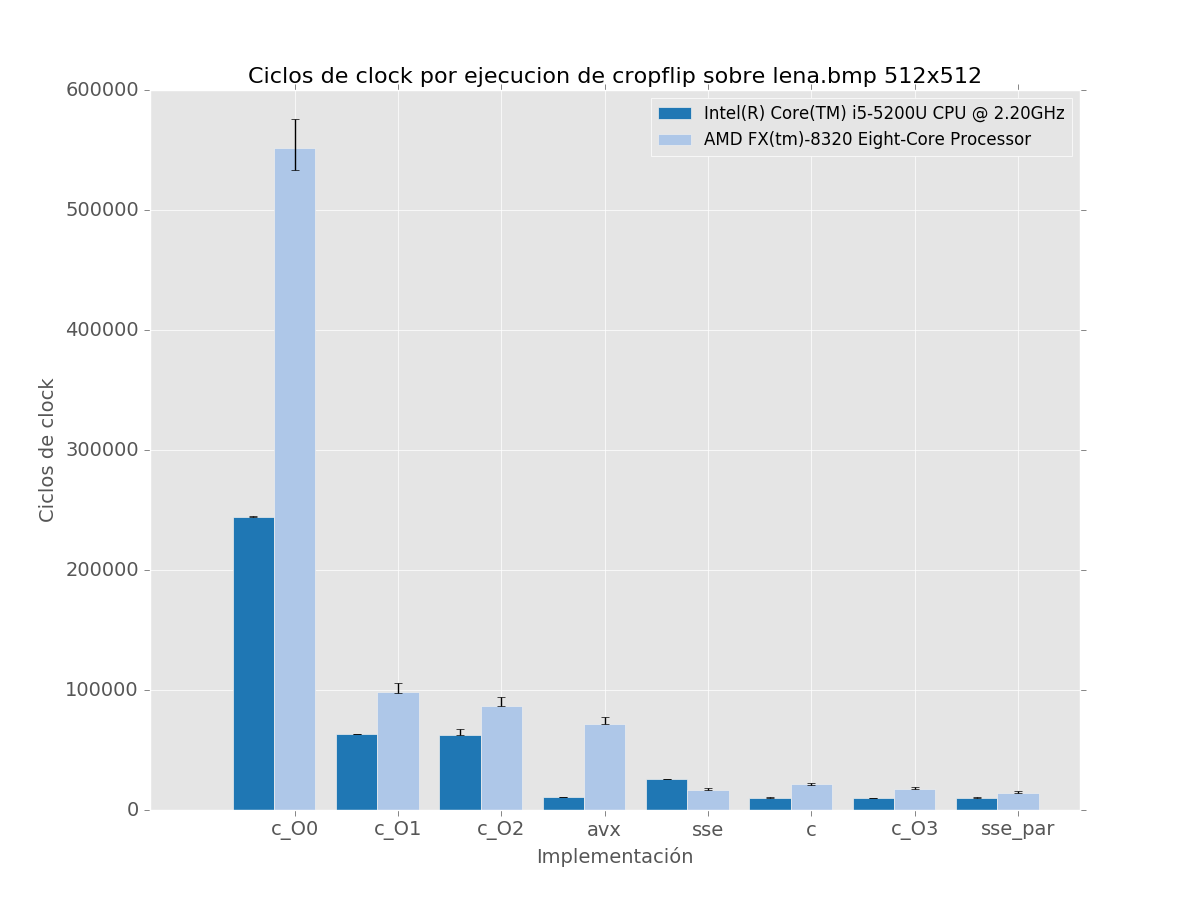 Ciclos de clock por ejecucion de cropflip sobre lena.bmp 512x512
Intel(R) Core(TM) i5-5200U CPU @ 2.20GHz
AMD FX(tm)-8320 Eight-Core Processor
600000
500000
400000
300000
200000
100000
0
Ciclos de clock
c_O0 c_O1 c_O2 avx sse c c_O3 sse_par
Implementación